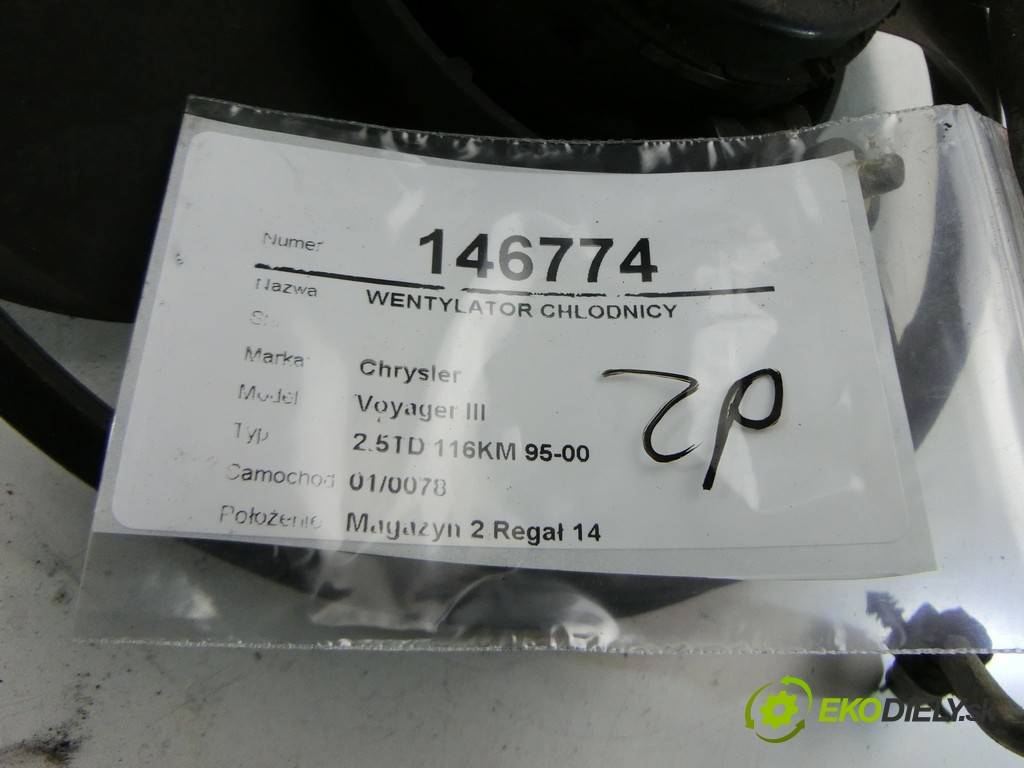 Numer 146774
Nazwa WENTYLATOR CHLODNICY
Marka Chrysler
Model Voyager III
Typ 2.5TD 116KM 95-00
Samochod 01/0078
Położenie Magazyn 2 Regał 14
EKODIELY.SK